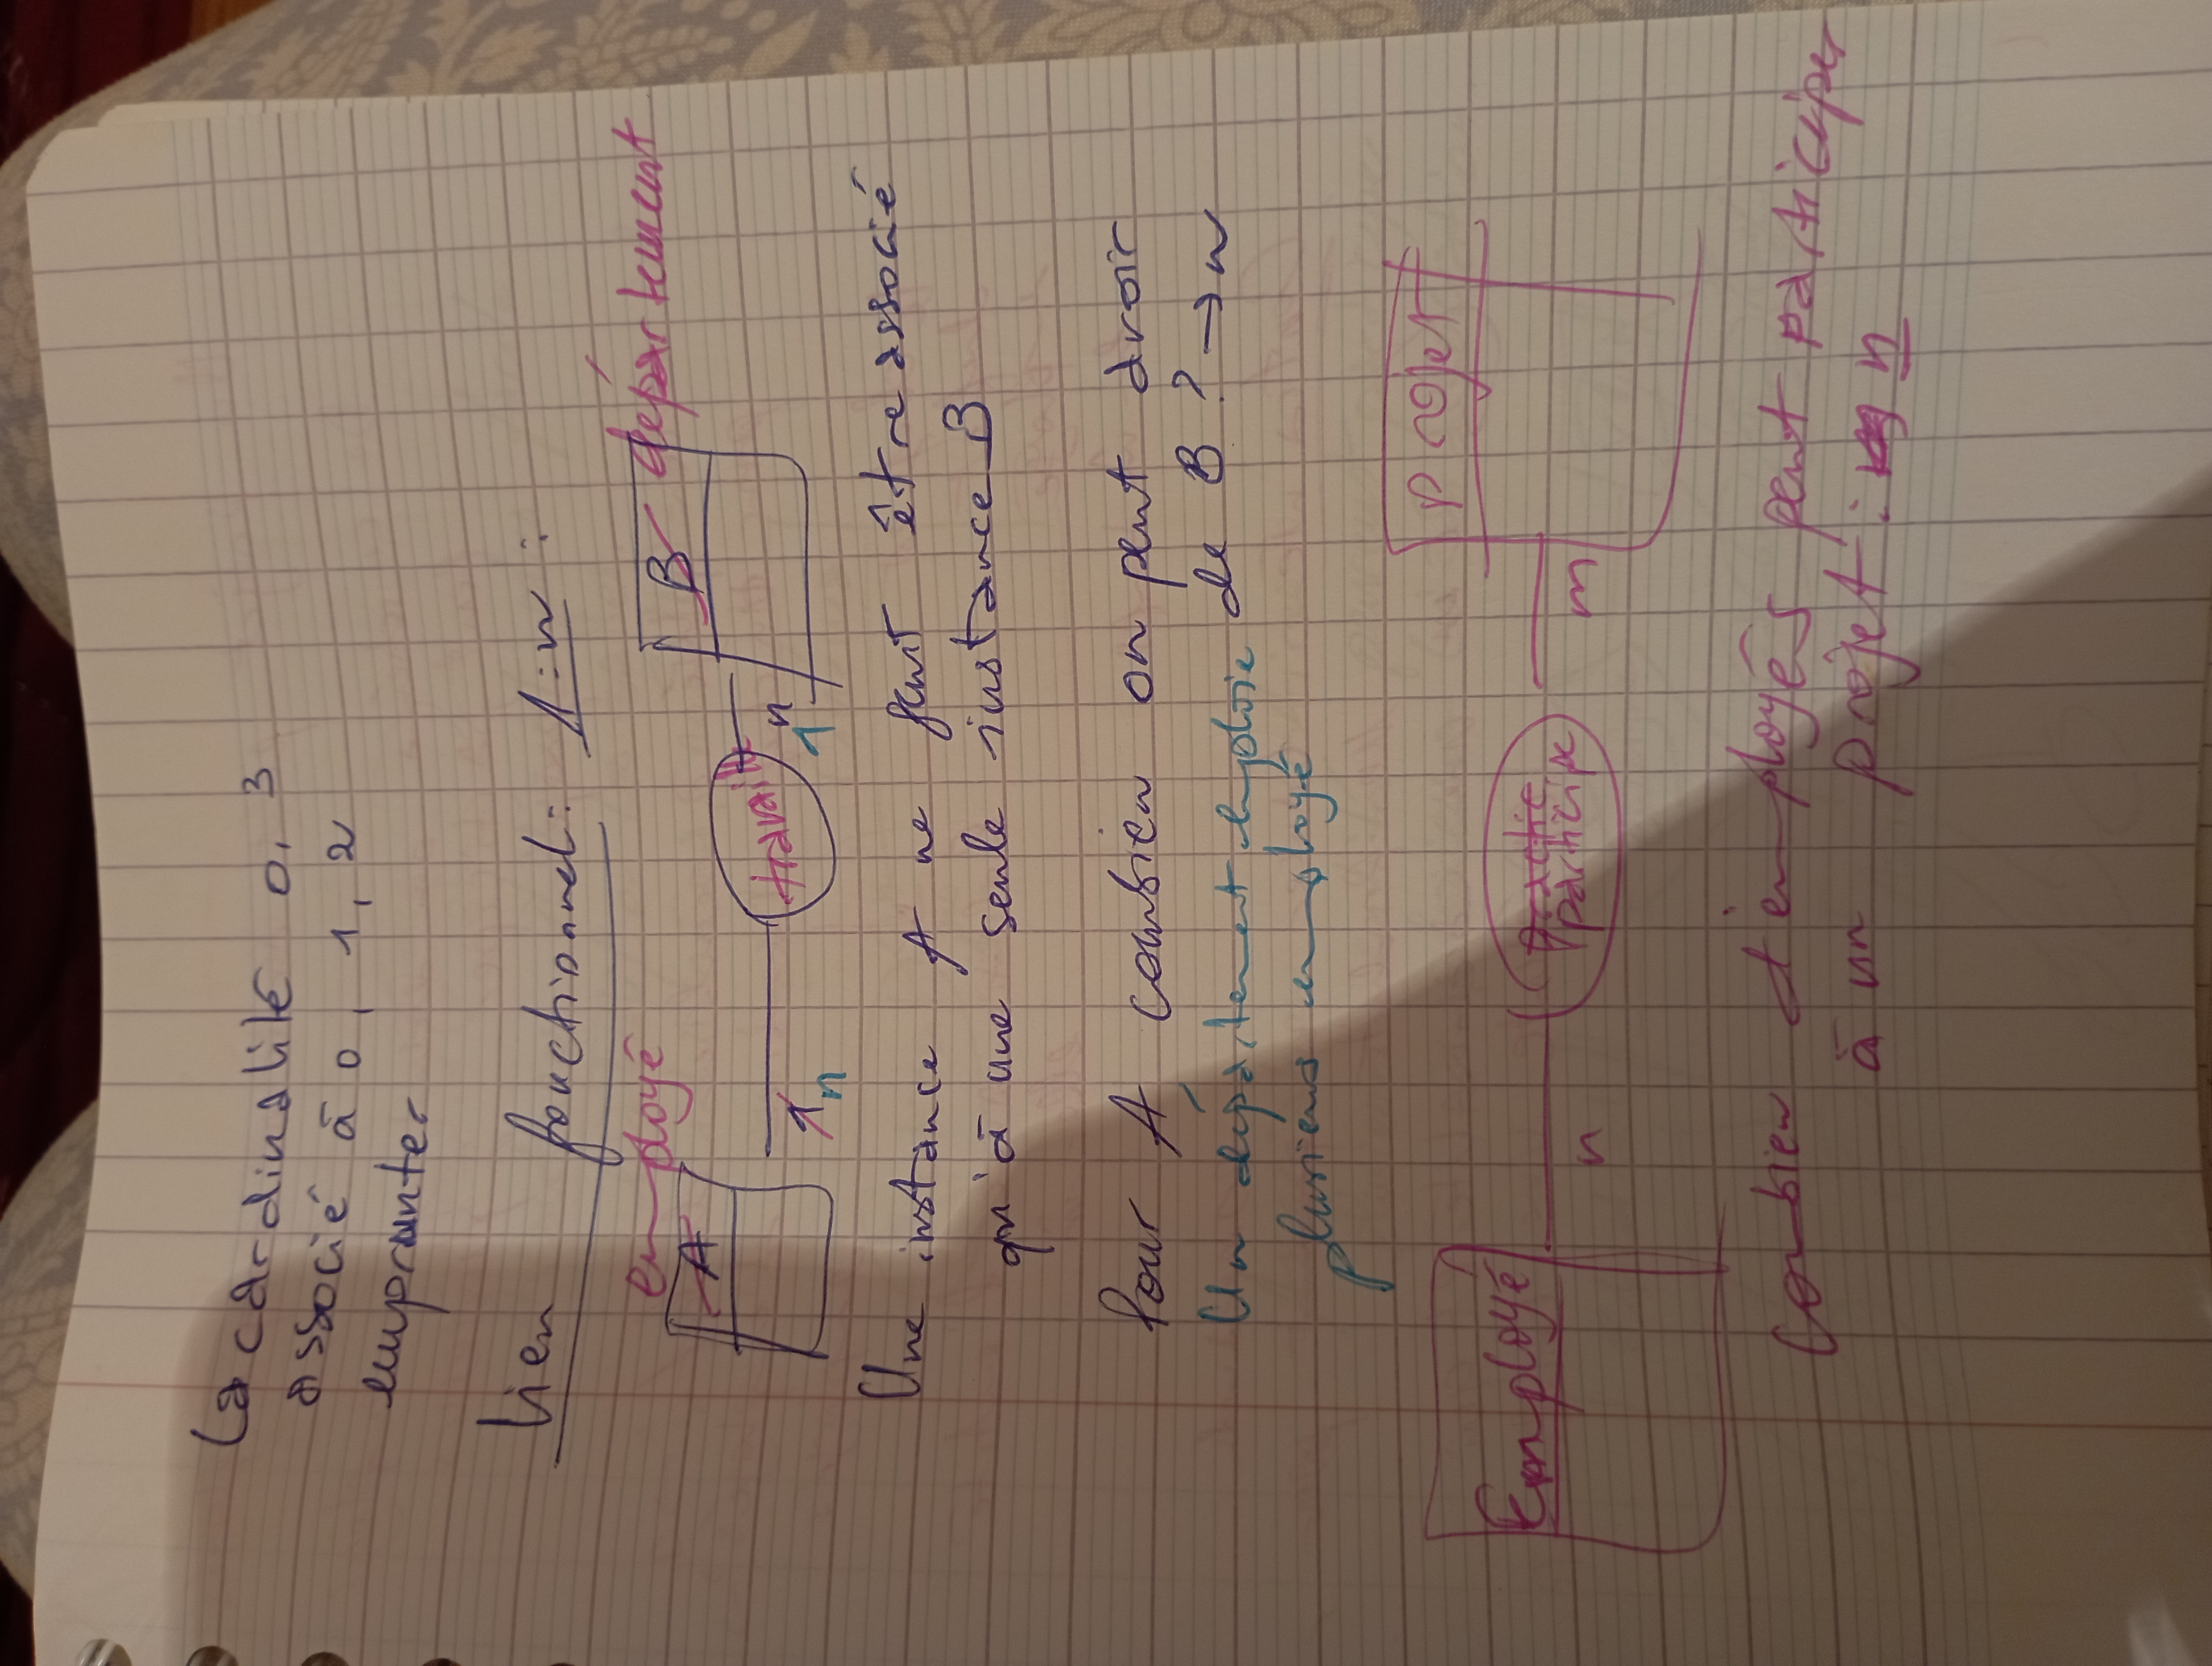 La cardinalité 0, 3
associé à 0, 1, 2
emprunter
Lien fonctionnel: 1:n :
employé
A 1 n travaille 1 n B département
Une instance A ne peut être associé
qu'à une seule instance B
Pour A combien on peut avoir
de B ? → n
Un département emploie
plusieurs employé
Employé n participe m Projet
Combien d'employés peut participer
à un projet : n